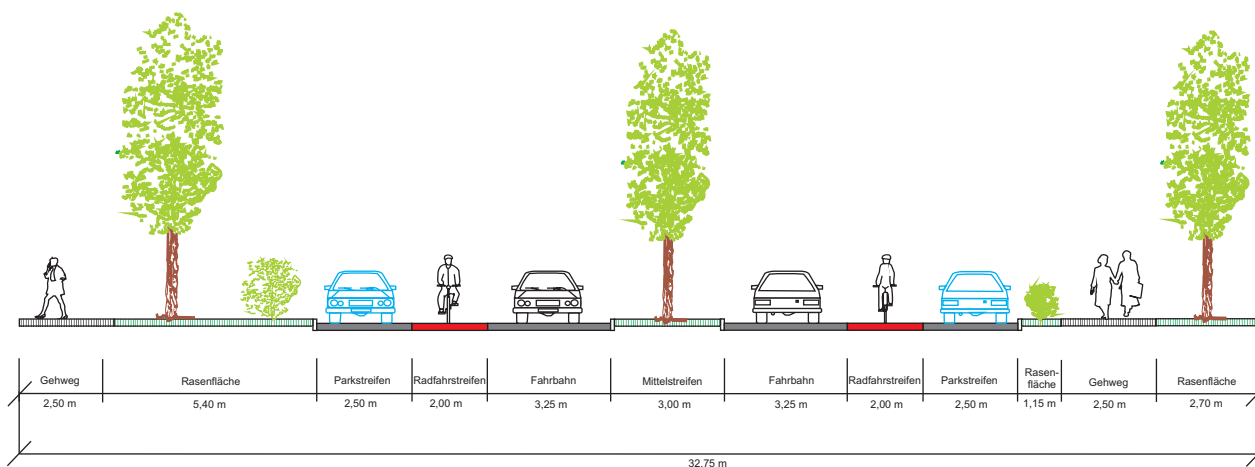 Gehweg
2,50 m
Rasenfläche
5,40 m
Parkstreifen
2,50 m
Radfahrstreifen
2,00 m
Fahrbahn
3,25 m
Mittelstreifen
3,00 m
Fahrbahn
3,25 m
Radfahrstreifen
2,00 m
Parkstreifen
2,50 m
Rasen-
fläche
1,15 m
Gehweg
2,50 m
Rasenfläche
2,70 m
32.75 m